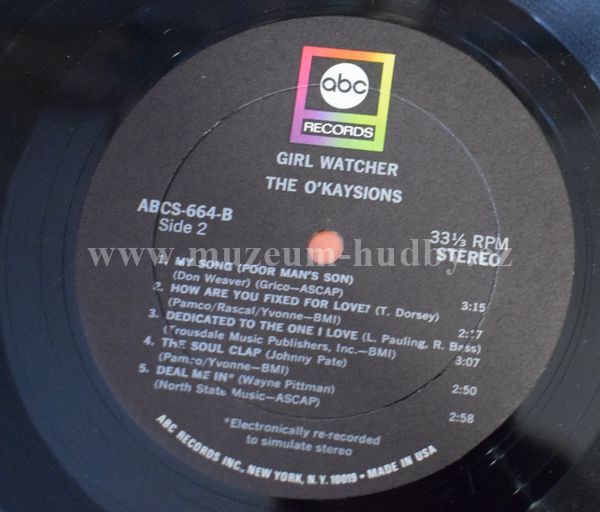 abc
RECORDS
GIRL WATCHER
THE O'KAYSIONS
ABCS-664-B
Side 2
33⅓ RPM
STEREO
www.muzeum-hudby.cz
1. MY SONG (POOR MAN'S SON)
(Don Weaver) (Grico—ASCAP)
3:15
2. HOW ARE YOU FIXED FOR LOVE? (T. Dorsey)
(Pamco/Rascal/Yvonne—BMI)
2:17
3. DEDICATED TO THE ONE I LOVE (L. Pauling, R. Bass)
(Trousdale Music Publishers, Inc.—BMI)
3:07
4. THE SOUL CLAP (Johnny Pate)
(Pamco/Yvonne—BMI)
2:50
5. DEAL ME IN* (Wayne Pittman)
(North State Music—ASCAP)
2:58
*Electronically re-recorded
to simulate stereo
ABC RECORDS INC., NEW YORK, N.Y. 10019 • MADE IN USA